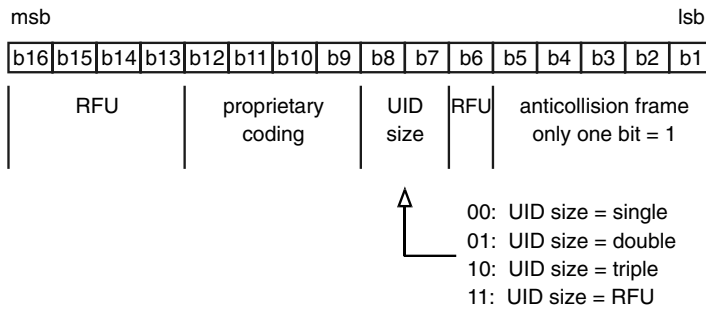 msb lsb
b16 b15 b14 b13 b12 b11 b10 b9 b8 b7 b6 b5 b4 b3 b2 b1
RFU proprietary UID RFU anticollision frame
coding size only one bit = 1
00: UID size = single
01: UID size = double
10: UID size = triple
11: UID size = RFU